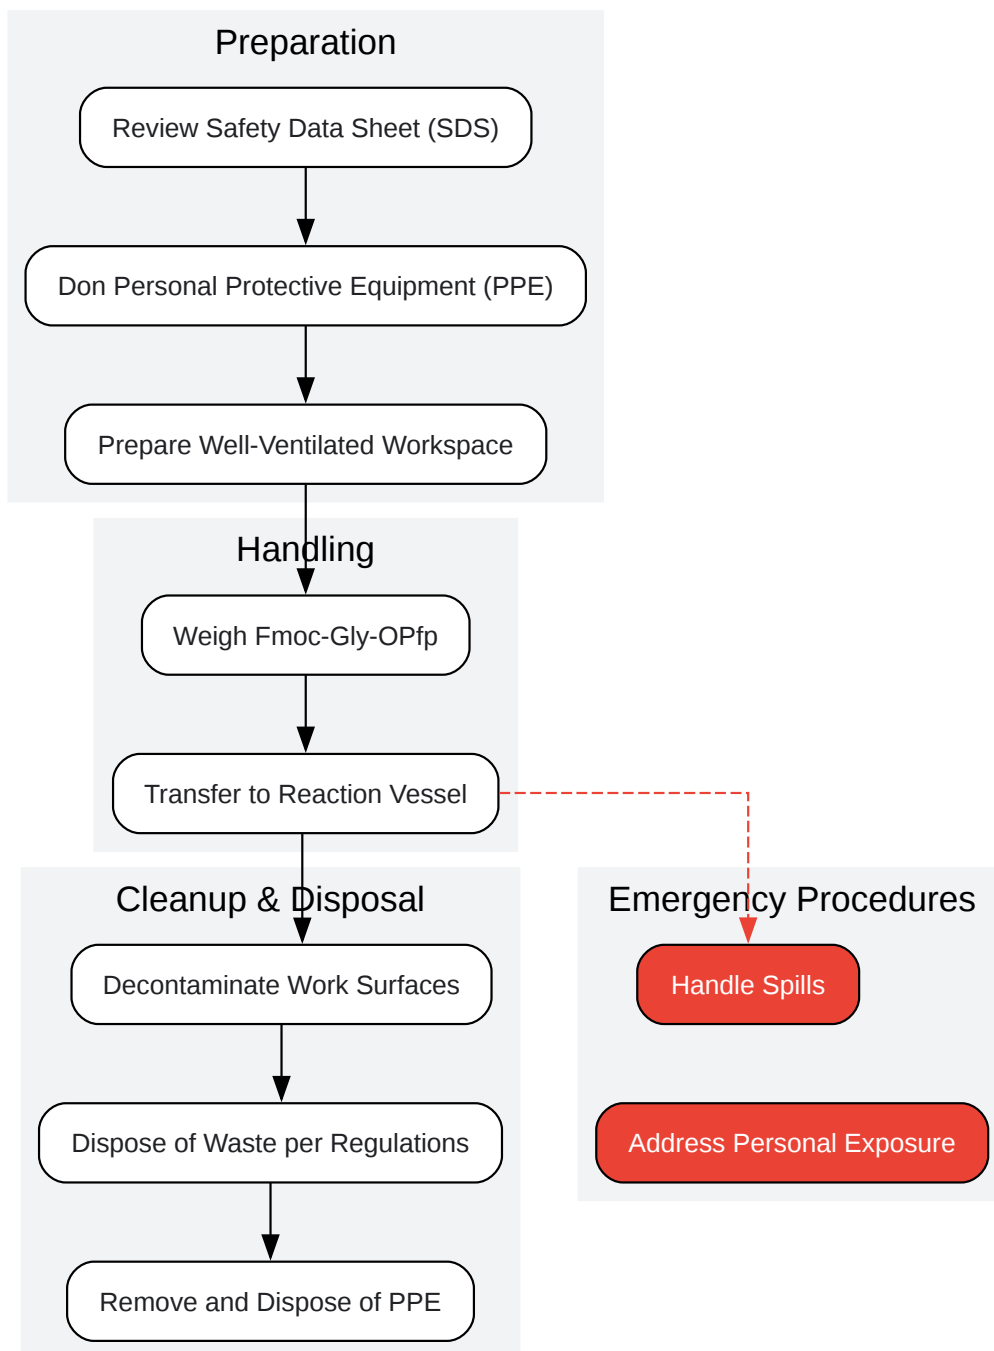 Preparation
Review Safety Data Sheet (SDS)
Don Personal Protective Equipment (PPE)
Prepare Well-Ventilated Workspace
Handling
Weigh Fmoc-Gly-OPfp
Transfer to Reaction Vessel
Cleanup & Disposal
Decontaminate Work Surfaces
Dispose of Waste per Regulations
Remove and Dispose of PPE
Emergency Procedures
Handle Spills
Address Personal Exposure